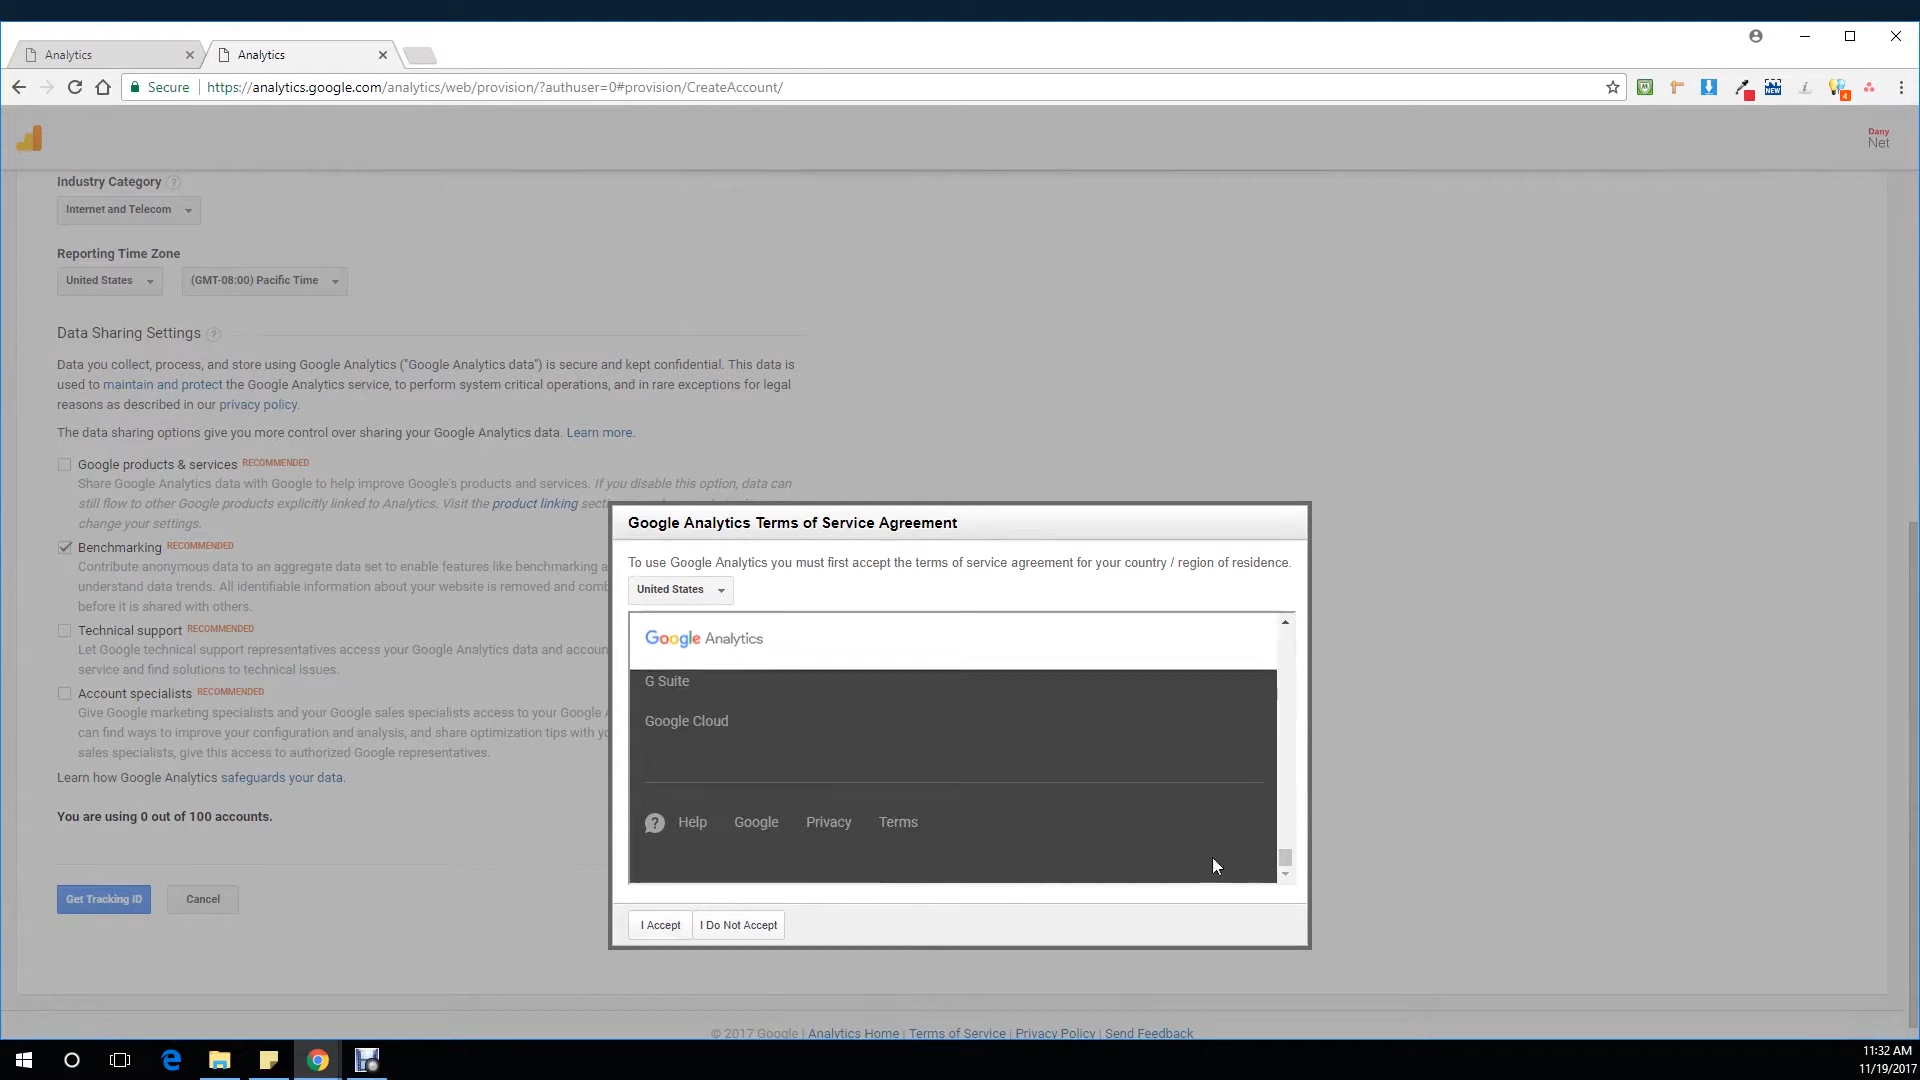 Analytics
Analytics
Secure
https://analytics.google.com/analytics/web/provision/?authuser=0#provision/CreateAccount/
NEW
4
Dany
Net
Industry Category ?
Internet and Telecom
Reporting Time Zone
United States
(GMT-08:00) Pacific Time
Data Sharing Settings ?
Data you collect, process, and store using Google Analytics ("Google Analytics data") is secure and kept confidential. This data is
used to maintain and protect the Google Analytics service, to perform system critical operations, and in rare exceptions for legal
reasons as described in our privacy policy.
The data sharing options give you more control over sharing your Google Analytics data. Learn more.
Google products & services RECOMMENDED
Share Google Analytics data with Google to help improve Google's products and services. If you disable this option, data can
still flow to other Google products explicitly linked to Analytics. Visit the product linking
change your settings.
Benchmarking RECOMMENDED
Contribute anonymous data to an aggregate data set to enable features like benchmarking a
understand data trends. All identifiable information about your website is removed and comb
before it is shared with others.
Technical support RECOMMENDED
Let Google technical support representatives access your Google Analytics data and accoun
service and find solutions to technical issues.
Account specialists RECOMMENDED
Give Google marketing specialists and your Google sales specialists access to your Google A
can find ways to improve your configuration and analysis, and share optimization tips with yo
sales specialists, give this access to authorized Google representatives.
Learn how Google Analytics safeguards your data.
You are using 0 out of 100 accounts.
Get Tracking ID
Cancel
Google Analytics Terms of Service Agreement
To use Google Analytics you must first accept the terms of service agreement for your country / region of residence.
United States
Google Analytics
G Suite
Google Cloud
? Help Google Privacy Terms
I Accept
I Do Not Accept
© 2017 Google | Analytics Home | Terms of Service | Privacy Policy | Send Feedback
11:32 AM
11/19/2017